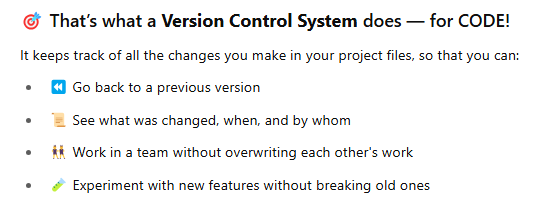 🎯 That's what a Version Control System does — for CODE!
It keeps track of all the changes you make in your project files, so that you can:
• ⏪ Go back to a previous version
• 📜 See what was changed, when, and by whom
• 👯 Work in a team without overwriting each other's work
• 🧪 Experiment with new features without breaking old ones